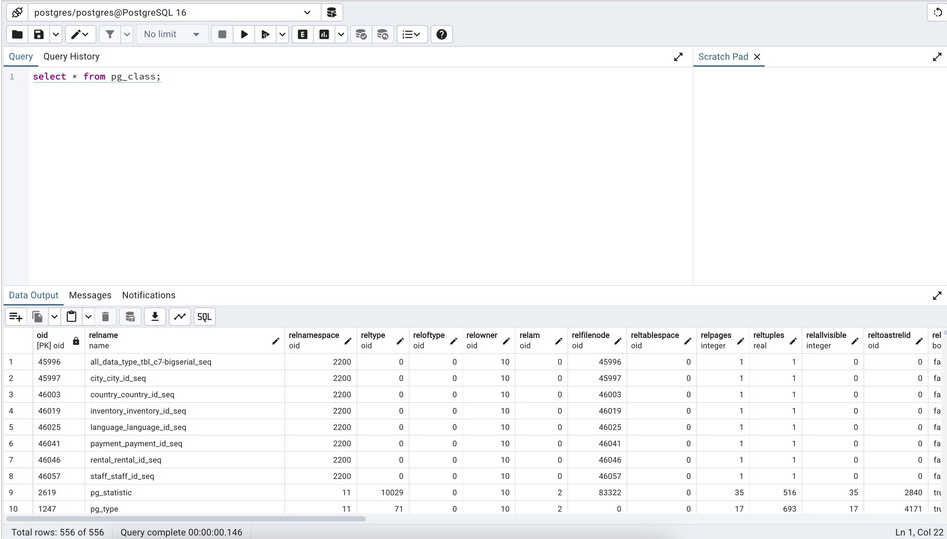 postgres/postgres@PostgreSQL 16
No limit
Query Query History Scratch Pad
1 select * from pg_class;
Data Output Messages Notifications
SQL
oid relname relnamespace reltype reloftype relowner relam relfilenode reltablespace relpages reltuples relallvisible reltoastrelid rel
[PK] oid name oid oid oid oid oid oid oid integer real integer oid bo
1 45996 all_data_type_tbl_c7-bigserial_seq 2200 0 0 10 0 45996 0 1 1 0 0 fa
2 45997 city_city_id_seq 2200 0 0 10 0 45997 0 1 1 0 0 fa
3 46003 country_country_id_seq 2200 0 0 10 0 46003 0 1 1 0 0 fa
4 46019 inventory_inventory_id_seq 2200 0 0 10 0 46019 0 1 1 0 0 fa
5 46025 language_language_id_seq 2200 0 0 10 0 46025 0 1 1 0 0 fa
6 46041 payment_payment_id_seq 2200 0 0 10 0 46041 0 1 1 0 0 fa
7 46046 rental_rental_id_seq 2200 0 0 10 0 46046 0 1 1 0 0 fa
8 46057 staff_staff_id_seq 2200 0 0 10 0 46057 0 1 1 0 0 fa
9 2619 pg_statistic 11 10029 0 10 2 83322 0 35 516 35 2840 tru
10 1247 pg_type 11 71 0 10 2 0 0 17 693 17 4171 tru
Total rows: 556 of 556 Query complete 00:00:00.146 Ln 1, Col 22